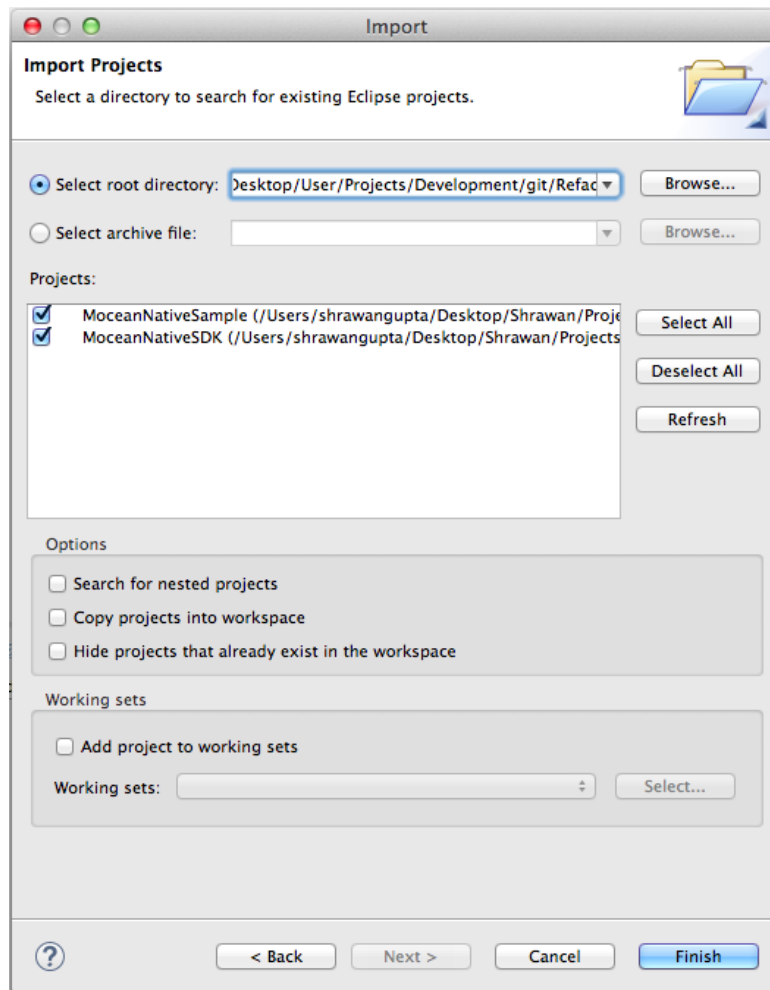 Import
Import Projects
Select a directory to search for existing Eclipse projects.
Select root directory: Desktop/User/Projects/Development/git/Refac Browse...
Select archive file: Browse...
Projects:
MoceanNativeSample (/Users/shrawangupta/Desktop/Shrawan/Proje
MoceanNativeSDK (/Users/shrawangupta/Desktop/Shrawan/Projects
Select All
Deselect All
Refresh
Options
Search for nested projects
Copy projects into workspace
Hide projects that already exist in the workspace
Working sets
Add project to working sets
Working sets: Select...
? < Back Next > Cancel Finish